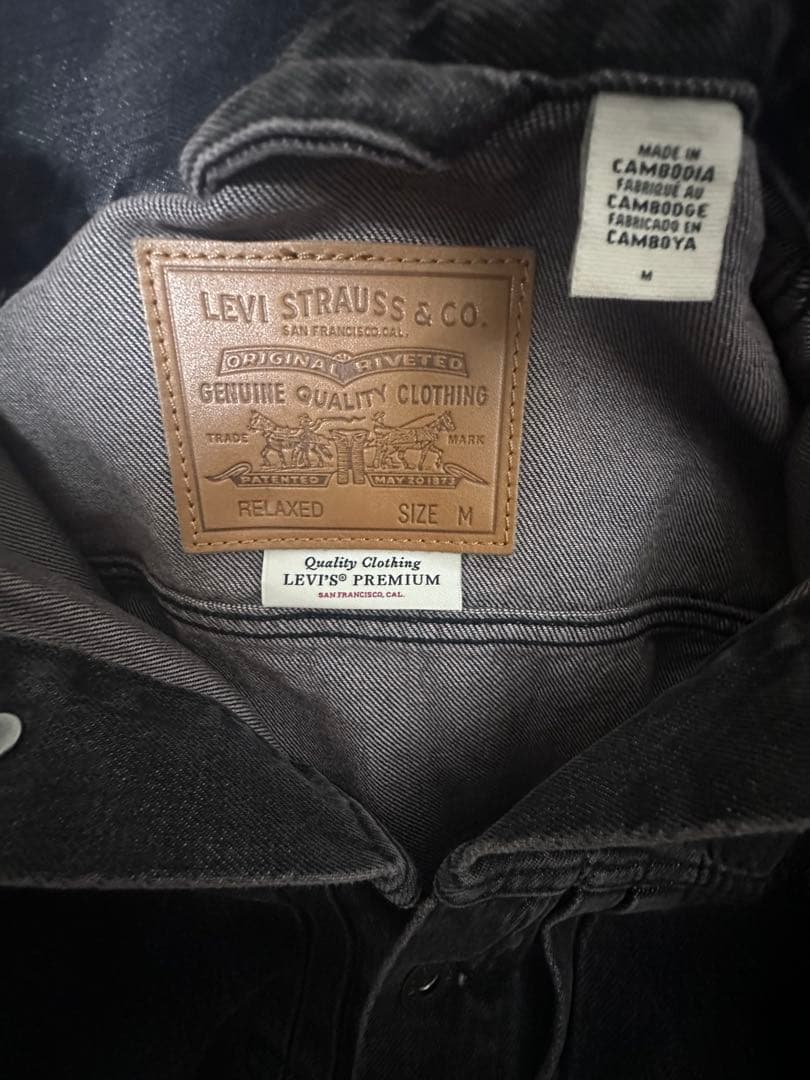 MADE IN
CAMBODIA
FABRIQUÉ AU
CAMBODGE
FABRICADO EN
CAMBOYA
M
LEVI STRAUSS & CO.
SAN FRANCISCO, CAL.
ORIGINAL RIVETED
GENUINE QUALITY CLOTHING
TRADE MARK
PATENTED MAY 20 1873
RELAXED SIZE M
Quality Clothing
LEVI'S® PREMIUM
SAN FRANCISCO, CAL.